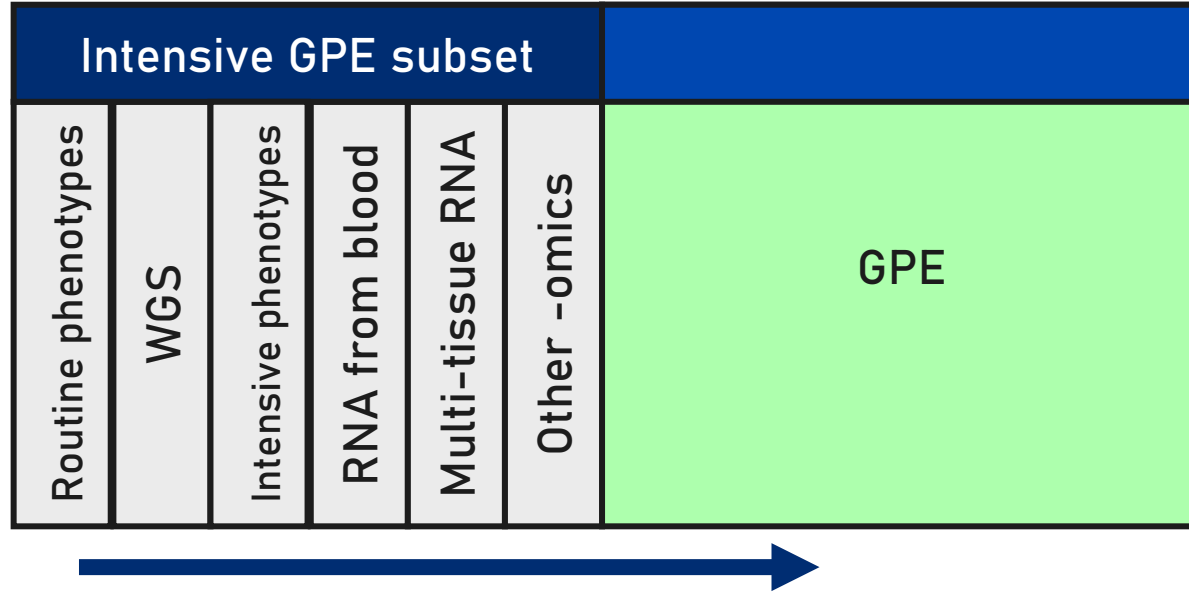 Intensive GPE subset
Routine phenotypes
WGS
Intensive phenotypes
RNA from blood
Multi-tissue RNA
Other -omics
GPE